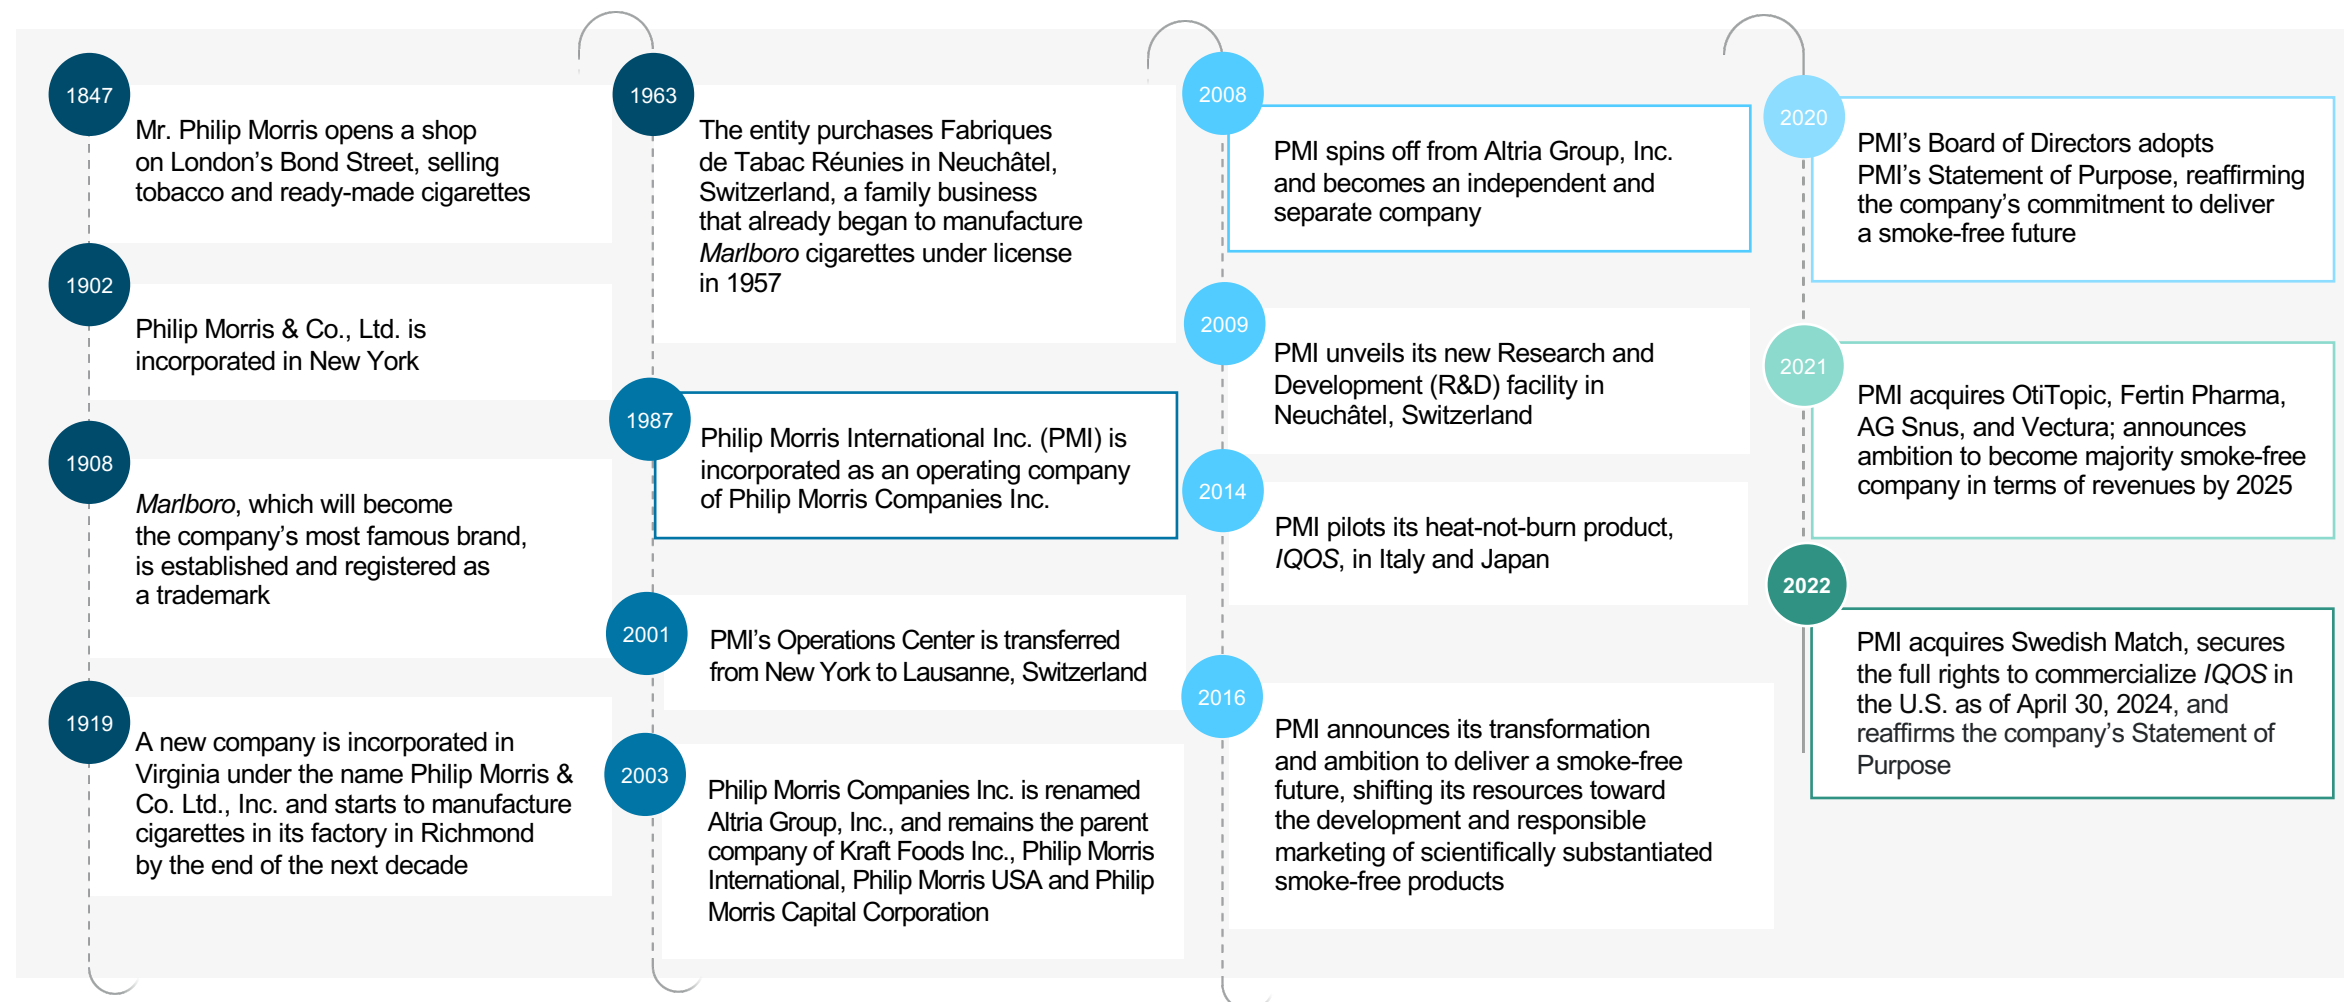 1847
Mr. Philip Morris opens a shop
on London’s Bond Street, selling
tobacco and ready-made cigarettes
1902
Philip Morris & Co., Ltd. is
incorporated in New York
1908
Marlboro, which will become
the company’s most famous brand,
is established and registered as
a trademark
1919
A new company is incorporated in
Virginia under the name Philip Morris &
Co. Ltd., Inc. and starts to manufacture
cigarettes in its factory in Richmond
by the end of the next decade
1963
The entity purchases Fabriques
de Tabac Réunies in Neuchâtel,
Switzerland, a family business
that already began to manufacture
Marlboro cigarettes under license
in 1957
1987
Philip Morris International Inc. (PMI) is
incorporated as an operating company
of Philip Morris Companies Inc.
2001
PMI’s Operations Center is transferred
from New York to Lausanne, Switzerland
2003
Philip Morris Companies Inc. is renamed
Altria Group, Inc., and remains the parent
company of Kraft Foods Inc., Philip Morris
International, Philip Morris USA and Philip
Morris Capital Corporation
2008
PMI spins off from Altria Group, Inc.
and becomes an independent and
separate company
2009
PMI unveils its new Research and
Development (R&D) facility in
Neuchâtel, Switzerland
2014
PMI pilots its heat-not-burn product,
IQOS, in Italy and Japan
2016
PMI announces its transformation
and ambition to deliver a smoke-free
future, shifting its resources toward
the development and responsible
marketing of scientifically substantiated
smoke-free products
2020
PMI’s Board of Directors adopts
PMI’s Statement of Purpose, reaffirming
the company’s commitment to deliver
a smoke-free future
2021
PMI acquires OtiTopic, Fertin Pharma,
AG Snus, and Vectura; announces
ambition to become majority smoke-free
company in terms of revenues by 2025
2022
PMI acquires Swedish Match, secures
the full rights to commercialize IQOS in
the U.S. as of April 30, 2024, and
reaffirms the company’s Statement of
Purpose